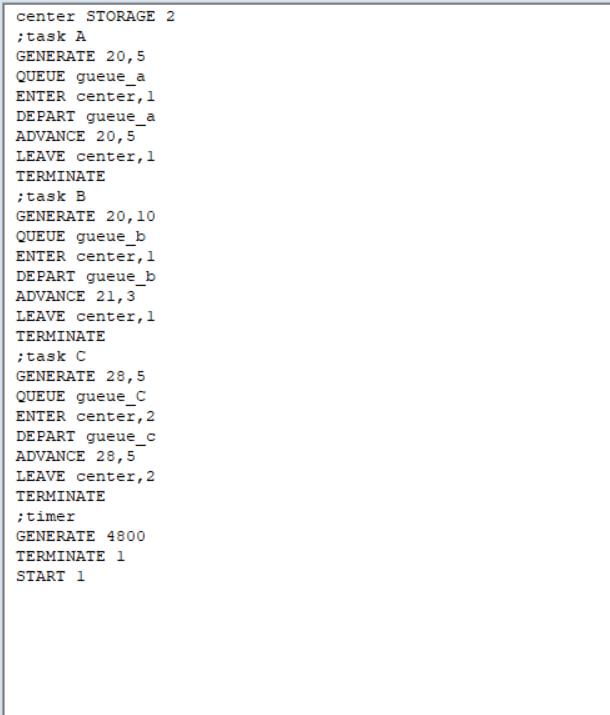 center STORAGE 2
;task A
GENERATE 20,5
QUEUE gueue_a
ENTER center,1
DEPART gueue_a
ADVANCE 20,5
LEAVE center,1
TERMINATE
;task B
GENERATE 20,10
QUEUE gueue_b
ENTER center,1
DEPART gueue_b
ADVANCE 21,3
LEAVE center,1
TERMINATE
;task C
GENERATE 28,5
QUEUE gueue_C
ENTER center,2
DEPART gueue_c
ADVANCE 28,5
LEAVE center,2
TERMINATE
;timer
GENERATE 4800
TERMINATE 1
START 1